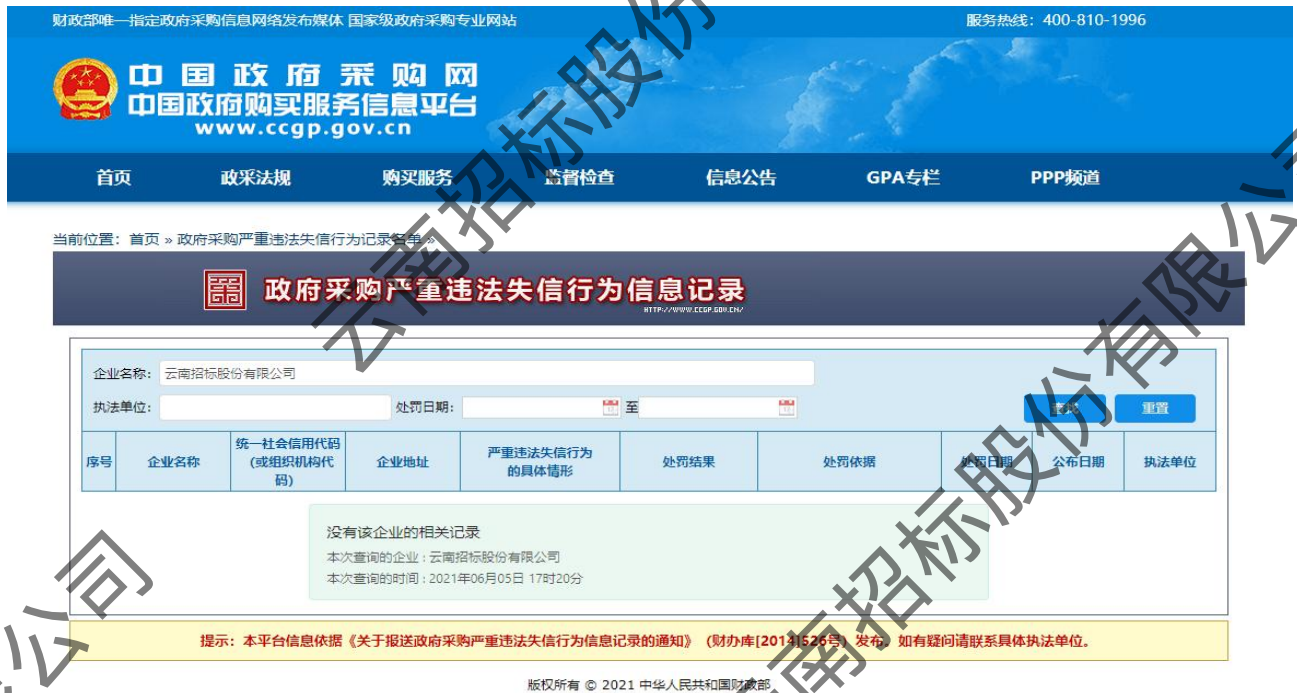 财政部唯一指定政府采购信息网络发布媒体 国家级政府采购专业网站
服务热线：400-810-1996
中国政府采购网
中国政府购买服务信息平台
www.ccgp.gov.cn
首页 政采法规 购买服务 监督检查 信息公告 GPA专栏 PPP频道
当前位置：首页 » 政府采购严重违法失信行为记录名单 »
政府采购严重违法失信行为信息记录
HTTP://WWW.CCGP.GOV.CN/
企业名称：云南招标股份有限公司
执法单位： 处罚日期： 至 查找 重置
序号 企业名称 统一社会信用代码(或组织机构代码) 企业地址 严重违法失信行为的具体情形 处罚结果 处罚依据 处罚日期 公布日期 执法单位
没有该企业的相关记录
本次查询的企业：云南招标股份有限公司
本次查询的时间：2021年06月05日 17时20分
提示：本平台信息依据《关于报送政府采购严重违法失信行为信息记录的通知》（财办库[2014]526号）发布。如有疑问请联系具体执法单位。
版权所有 © 2021 中华人民共和国财政部
云南招标股份有限公司